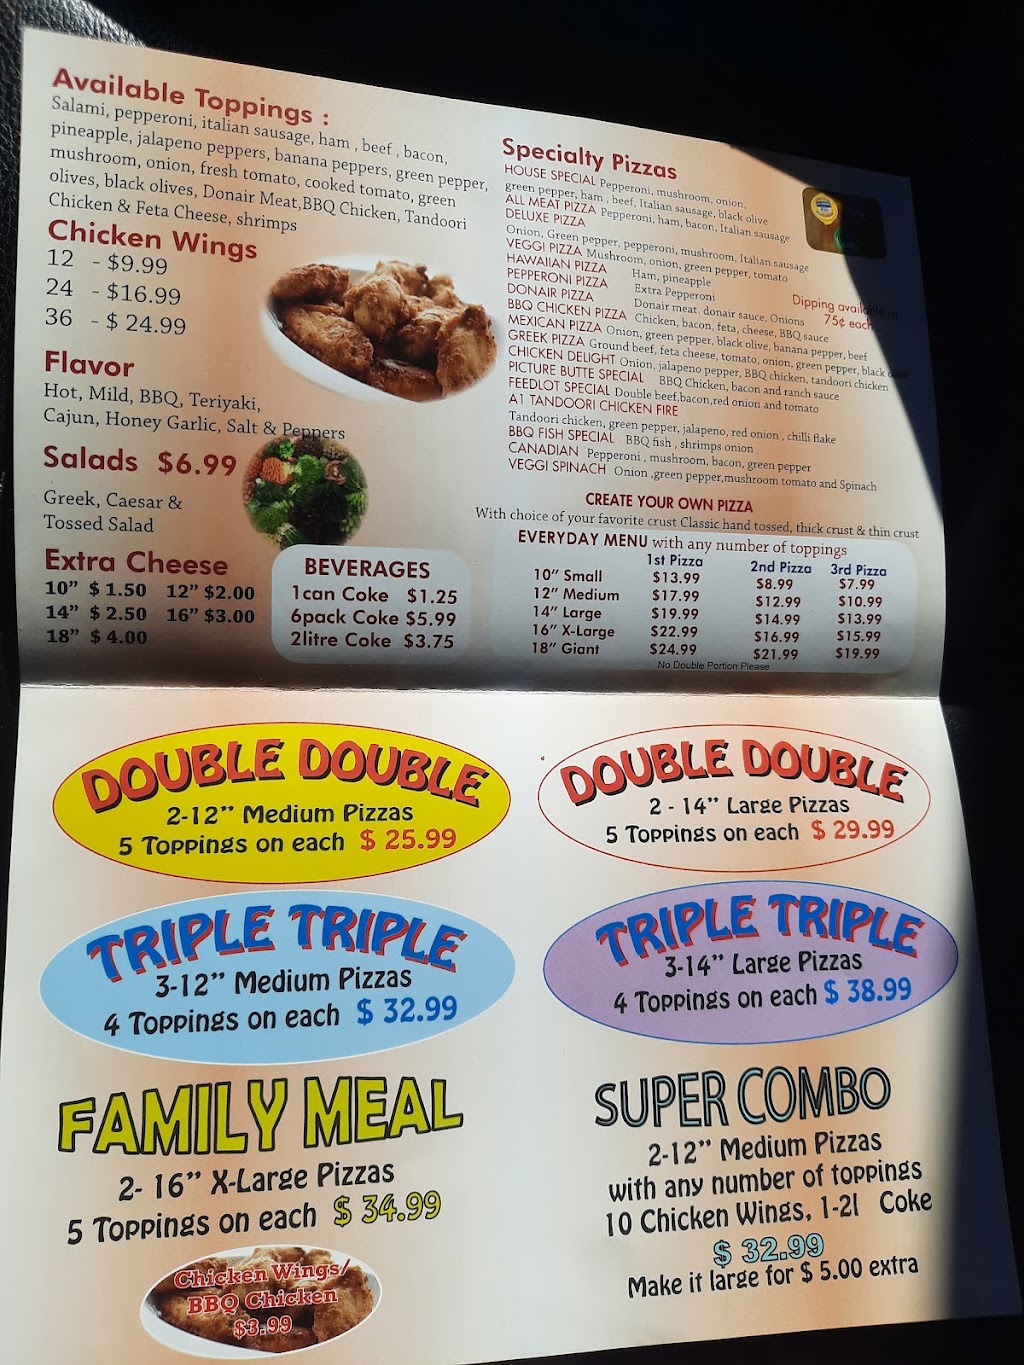 Available Toppings :
Salami, pepperoni, italian sausage, ham , beef , bacon,
pineapple, jalapeno peppers, banana peppers, green pepper,
mushroom, onion, fresh tomato, cooked tomato, green
olives, black olives, Donair Meat,BBQ Chicken, Tandoori
Chicken & Feta Cheese, shrimps
Chicken Wings
12 - $9.99
24 - $16.99
36 - $ 24.99
Flavor
Hot, Mild, BBQ, Teriyaki,
Cajun, Honey Garlic, Salt & Peppers
Salads $6.99
Greek, Caesar &
Tossed Salad
Extra Cheese
10” $ 1.50 12” $2.00
14” $ 2.50 16” $3.00
18” $ 4.00
BEVERAGES
1can Coke $1.25
6pack Coke $5.99
2litre Coke $3.75
Specialty Pizzas
HOUSE SPECIAL Pepperoni, mushroom, onion,
green pepper, ham , beef, Italian sausage, black olive
ALL MEAT PIZZA Pepperoni, ham, bacon, Italian sausage
DELUXE PIZZA
Onion, Green pepper, pepperoni, mushroom, Italian sausage
VEGGI PIZZA Mushroom, onion, green pepper, tomato
HAWAIIAN PIZZA Ham, pineapple
PEPPERONI PIZZA Extra Pepperoni
DONAIR PIZZA Donair meat. donair sauce, Onions
BBQ CHICKEN PIZZA Chicken, bacon, feta, cheese, BBQ sauce
MEXICAN PIZZA Onion, green pepper, black olive, banana pepper, beef
GREEK PIZZA Ground beef, feta cheese, tomato, onion, green pepper, black olive
CHICKEN DELIGHT Onion, jalapeno pepper, BBQ chicken, tandoori chicken
PICTURE BUTTE SPECIAL BBQ Chicken, bacon and ranch sauce
FEEDLOT SPECIAL Double beef,bacon,red onion and tomato
A1 TANDOORI CHICKEN FIRE
Tandoori chicken, green pepper, jalapeno, red onion , chilli flake
BBQ FISH SPECIAL BBQ fish , shrimps onion
CANADIAN Pepperoni , mushroom, bacon, green pepper
VEGGI SPINACH Onion ,green pepper,mushroom tomato and Spinach
Dipping available at
75¢ each
CREATE YOUR OWN PIZZA
With choice of your favorite crust Classic hand tossed, thick crust & thin crust
EVERYDAY MENU with any number of toppings
1st Pizza 2nd Pizza 3rd Pizza
10” Small $13.99 $8.99 $7.99
12” Medium $17.99 $12.99 $10.99
14” Large $19.99 $14.99 $13.99
16” X-Large $22.99 $16.99 $15.99
18” Giant $24.99 $21.99 $19.99
No Double Portion Please
DOUBLE DOUBLE
2-12” Medium Pizzas
5 Toppings on each $ 25.99
DOUBLE DOUBLE
2 - 14” Large Pizzas
5 Toppings on each $ 29.99
TRIPLE TRIPLE
3-12” Medium Pizzas
4 Toppings on each $ 32.99
TRIPLE TRIPLE
3-14” Large Pizzas
4 Toppings on each $ 38.99
FAMILY MEAL
2- 16” X-Large Pizzas
5 Toppings on each $ 34.99
Chicken Wings/
BBQ Chicken
$3.99
SUPER COMBO
2-12” Medium Pizzas
with any number of toppings
10 Chicken Wings, 1-2l Coke
$ 32.99
Make it large for $ 5.00 extra